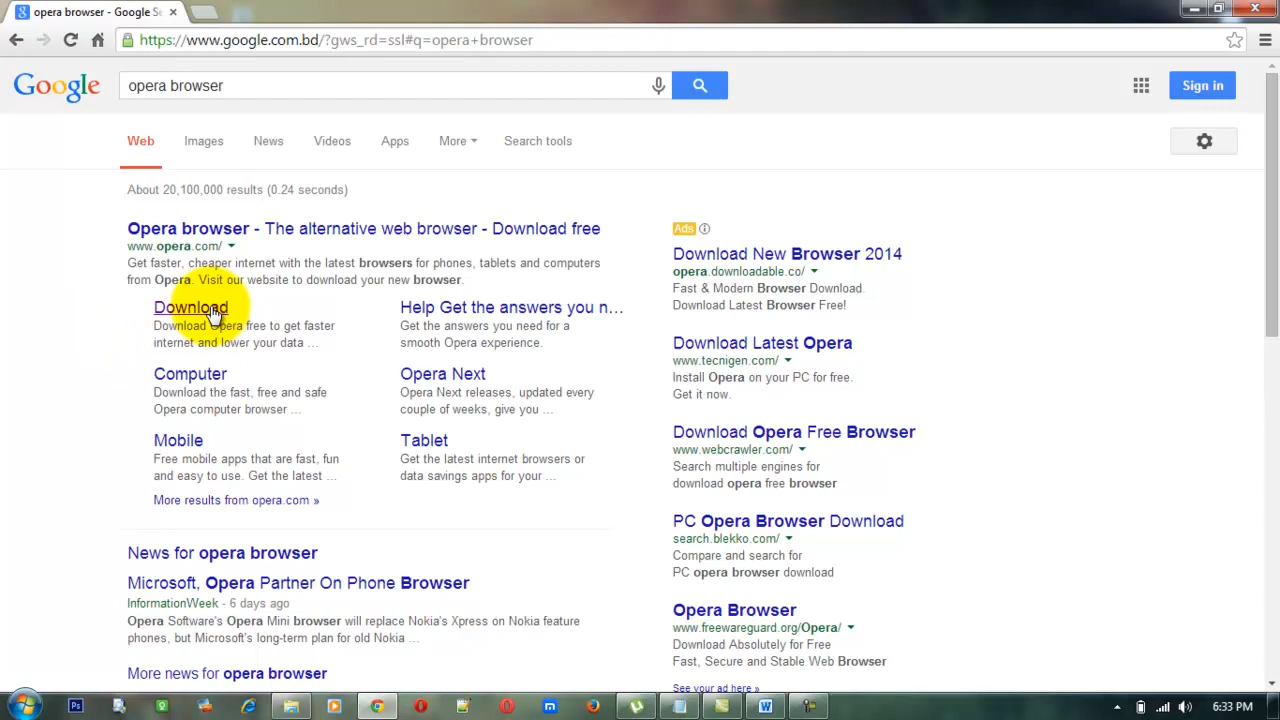 opera browser - Google Se
https://www.google.com.bd/?gws_rd=ssl#q=opera+browser
Google
opera browser
Sign in
Web Images News Videos Apps More Search tools
About 20,100,000 results (0.24 seconds)
Opera browser - The alternative web browser - Download free
www.opera.com/
Get faster, cheaper internet with the latest browsers for phones, tablets and computers
from Opera. Visit our website to download your new browser.
Download
Download Opera free to get faster
internet and lower your data ...
Help Get the answers you n...
Get the answers you need for a
smooth Opera experience.
Computer
Download the fast, free and safe
Opera computer browser ...
Opera Next
Opera Next releases, updated every
couple of weeks, give you ...
Mobile
Free mobile apps that are fast, fun
and easy to use. Get the latest ...
Tablet
Get the latest internet browsers or
data savings apps for your ...
More results from opera.com »
News for opera browser
Microsoft, Opera Partner On Phone Browser
InformationWeek - 6 days ago
Opera Software's Opera Mini browser will replace Nokia's Xpress on Nokia feature
phones, but Microsoft's long-term plan for old Nokia ...
More news for opera browser
Ads
Download New Browser 2014
opera.downloadable.co/
Fast & Modern Browser Download.
Download Latest Browser Free!
Download Latest Opera
www.tecnigen.com/
Install Opera on your PC for free.
Get it now.
Download Opera Free Browser
www.webcrawler.com/
Search multiple engines for
download opera free browser
PC Opera Browser Download
search.blekko.com/
Compare and search for
PC opera browser download
Opera Browser
www.freewareguard.org/Opera/
Download Absolutely for Free
Fast, Secure and Stable Web Browser
See your ad here »
6:33 PM